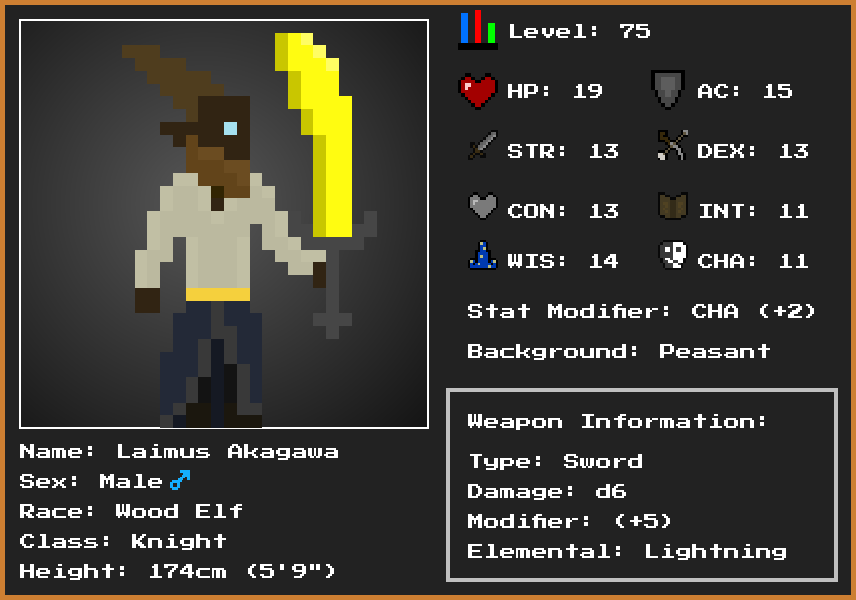 Level: 75
HP: 19 AC: 15
STR: 13 DEX: 13
CON: 13 INT: 11
WIS: 14 CHA: 11
Stat Modifier: CHA (+2)
Background: Peasant
Weapon Information:
Type: Sword
Damage: d6
Modifier: (+5)
Elemental: Lightning
Name: Laimus Akagawa
Sex: Male♂
Race: Wood Elf
Class: Knight
Height: 174cm (5'9")